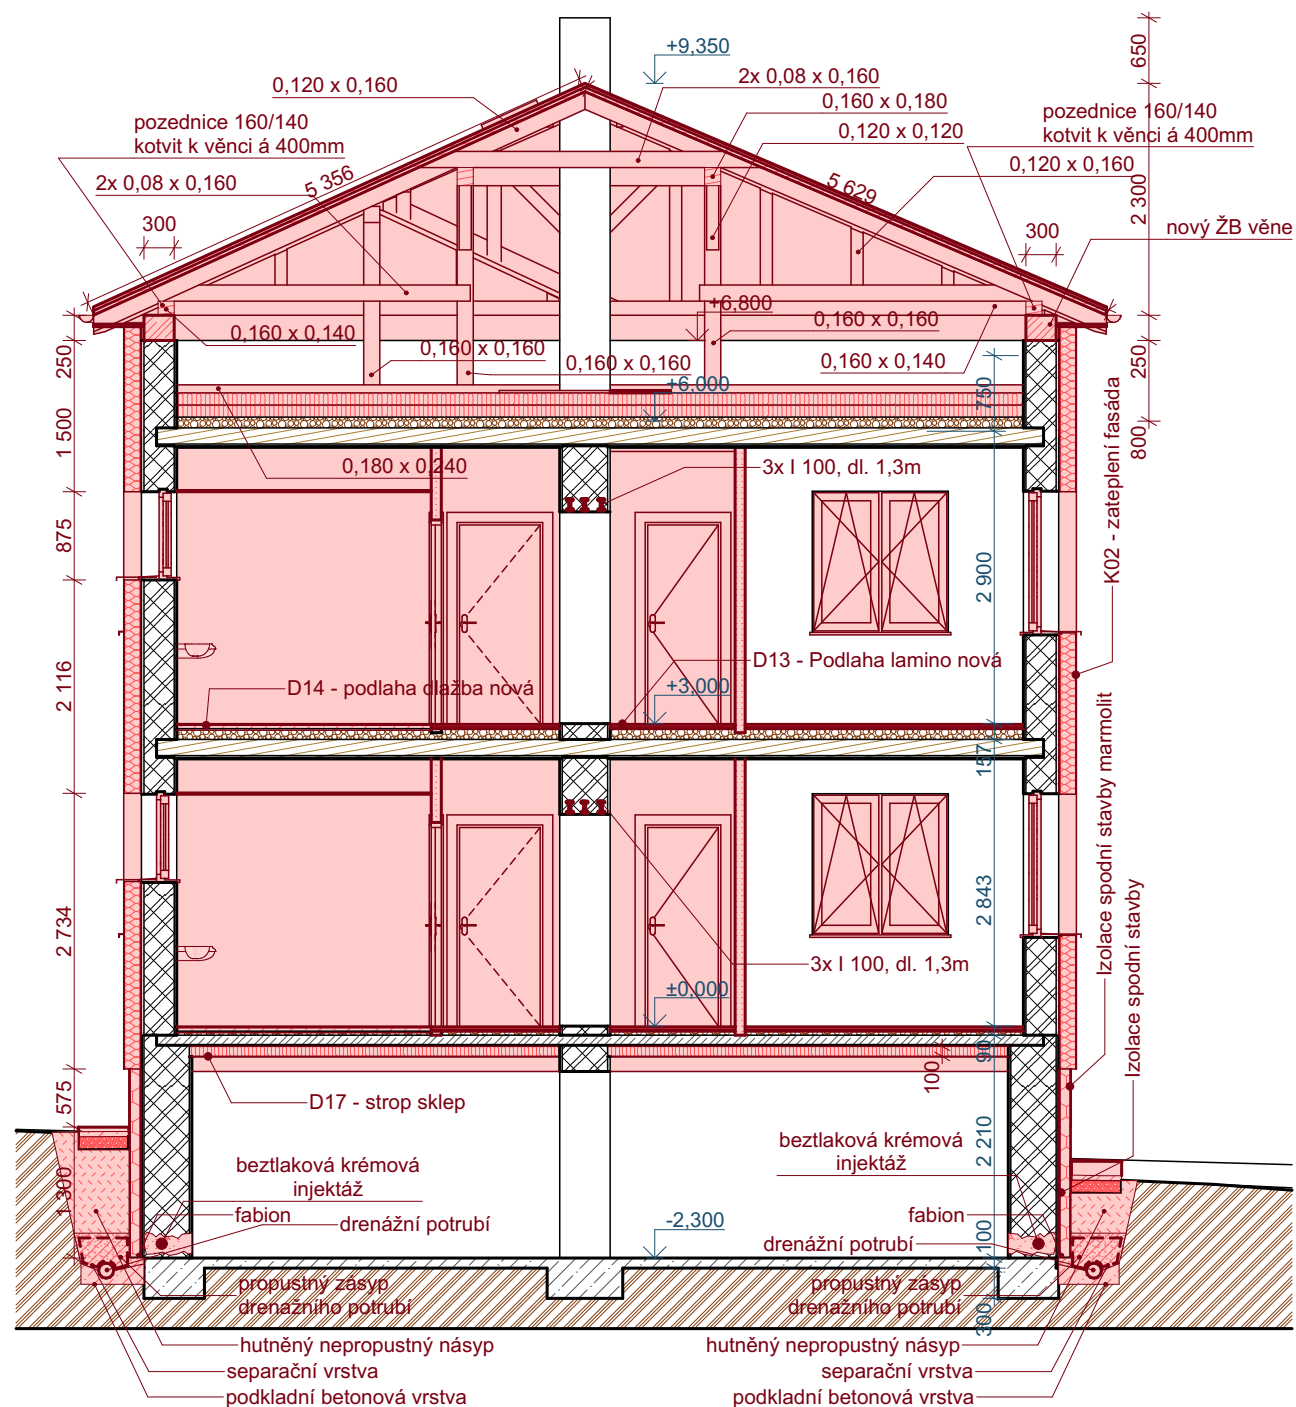 650
+9,350
2x 0,08 x 0,160
0,120 x 0,160
0,160 x 0,180
pozednice 160/140
kotvit k věnci á 400mm
pozednice 160/140
kotvit k věnci á 400mm
0,120 x 0,120
0,120 x 0,160
2x 0,08 x 0,160
5 356
5 629
2 300
300
300
nový ŽB věne
+6,800
0,160 x 0,140
0,160 x 0,160
0,160 x 0,160
0,160 x 0,160
0,160 x 0,140
250
250
+6,000
750
1 500
800
0,180 x 0,240
3x I 100, dl. 1,3m
K02 - zateplení fasáda
875
2 900
2 116
D14 - podlaha dlažba nová
D13 - Podlaha lamino nová
+3,000
157
Izolace spodní stavby marmolit
2 734
2 843
3x I 100, dl. 1,3m
Izolace spodní stavby
±0,000
90
100
575
D17 - strop sklep
2 210
beztlaková krémová
injektáž
beztlaková krémová
injektáž
1 300
fabion
drenážní potrubí
fabion
drenážní potrubí
-2,300
100
propustný zásyp
drenažního potrubí
propustný zásyp
drenažního potrubí
300
hutněný nepropustný násyp
hutněný nepropustný násyp
separační vrstva
separační vrstva
podkladní betonová vrstva
podkladní betonová vrstva